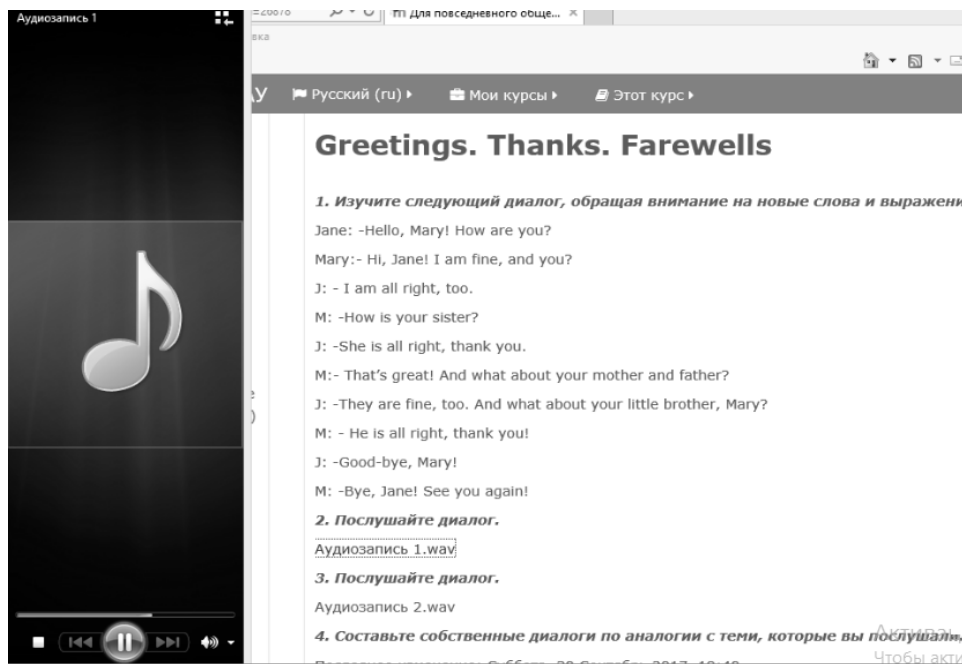 Аудиозапись 1
=26878
Для повседневного обще...
вка
Русский (ru)
Мои курсы
Этот курс
Greetings. Thanks. Farewells
1. Изучите следующий диалог, обращая внимание на новые слова и выражени
Jane: -Hello, Mary! How are you?
Mary:- Hi, Jane! I am fine, and you?
J: - I am all right, too.
M: -How is your sister?
J: -She is all right, thank you.
M:- That’s great! And what about your mother and father?
J: -They are fine, too. And what about your little brother, Mary?
M: - He is all right, thank you!
J: -Good-bye, Mary!
M: -Bye, Jane! See you again!
2. Послушайте диалог.
Аудиозапись 1.wav
3. Послушайте диалог.
Аудиозапись 2.wav
4. Составьте собственные диалоги по аналогии с теми, которые вы послушали.
Чтобы акти